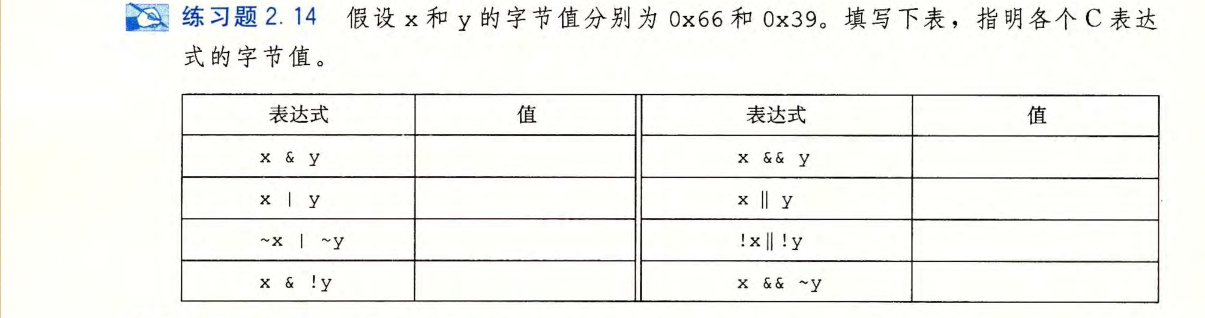 练习题2.14 假设 x 和 y 的字节值分别为 0x66 和 0x39。填写下表，指明各个 C 表达
式的字节值。
表达式 值 表达式 值
x & y x && y
x | y x || y
~x | ~y !x||!y
x & !y x && ~y